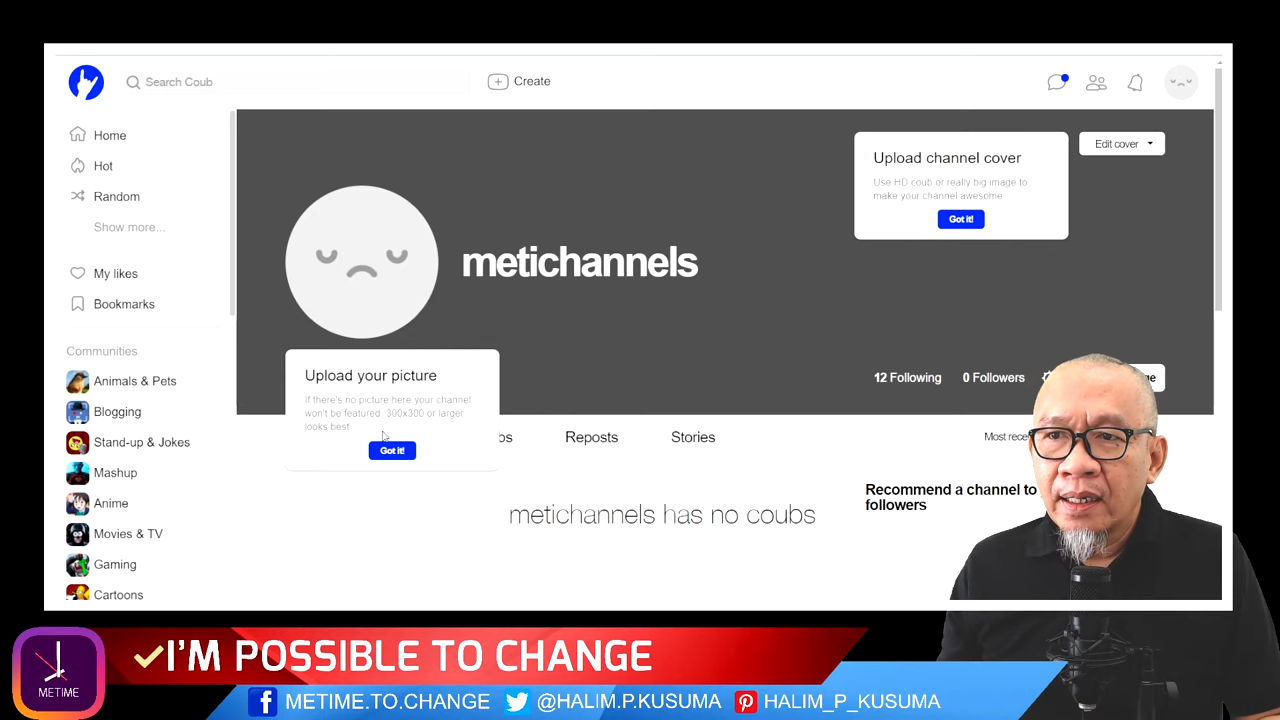 Search Coub
Create
Home
Hot
Random
Show more...
My likes
Bookmarks
Communities
Animals & Pets
Blogging
Stand-up & Jokes
Mashup
Anime
Movies & TV
Gaming
Cartoons
metichannels
Upload channel cover
Use HD coub or really big image to
make your channel awesome
Got it!
Edit cover
12 Following
0 Followers
Upload your picture
If there's no picture here your channel
won't be featured. 300x300 or larger
looks best
Got it!
Reposts
Stories
metichannels has no coubs
Recommend a channel to
followers
METIME
I'M POSSIBLE TO CHANGE
METIME.TO.CHANGE
@HALIM.P.KUSUMA
HALIM_P_KUSUMA